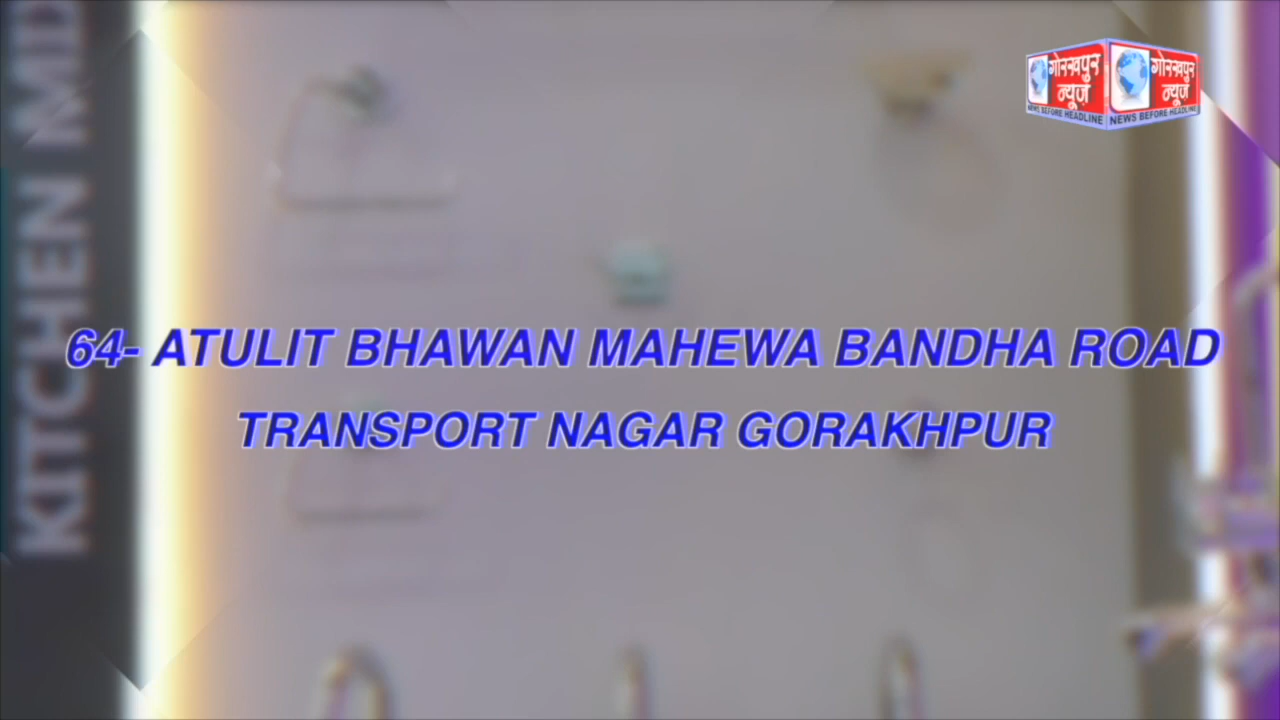 KITCHEN
गोरखपुर न्यूज़
NEWS BEFORE HEADLINE
गोरखपुर न्यूज़
NEWS BEFORE HEADLINE
64- ATULIT BHAWAN MAHEWA BANDHA ROAD
TRANSPORT NAGAR GORAKHPUR